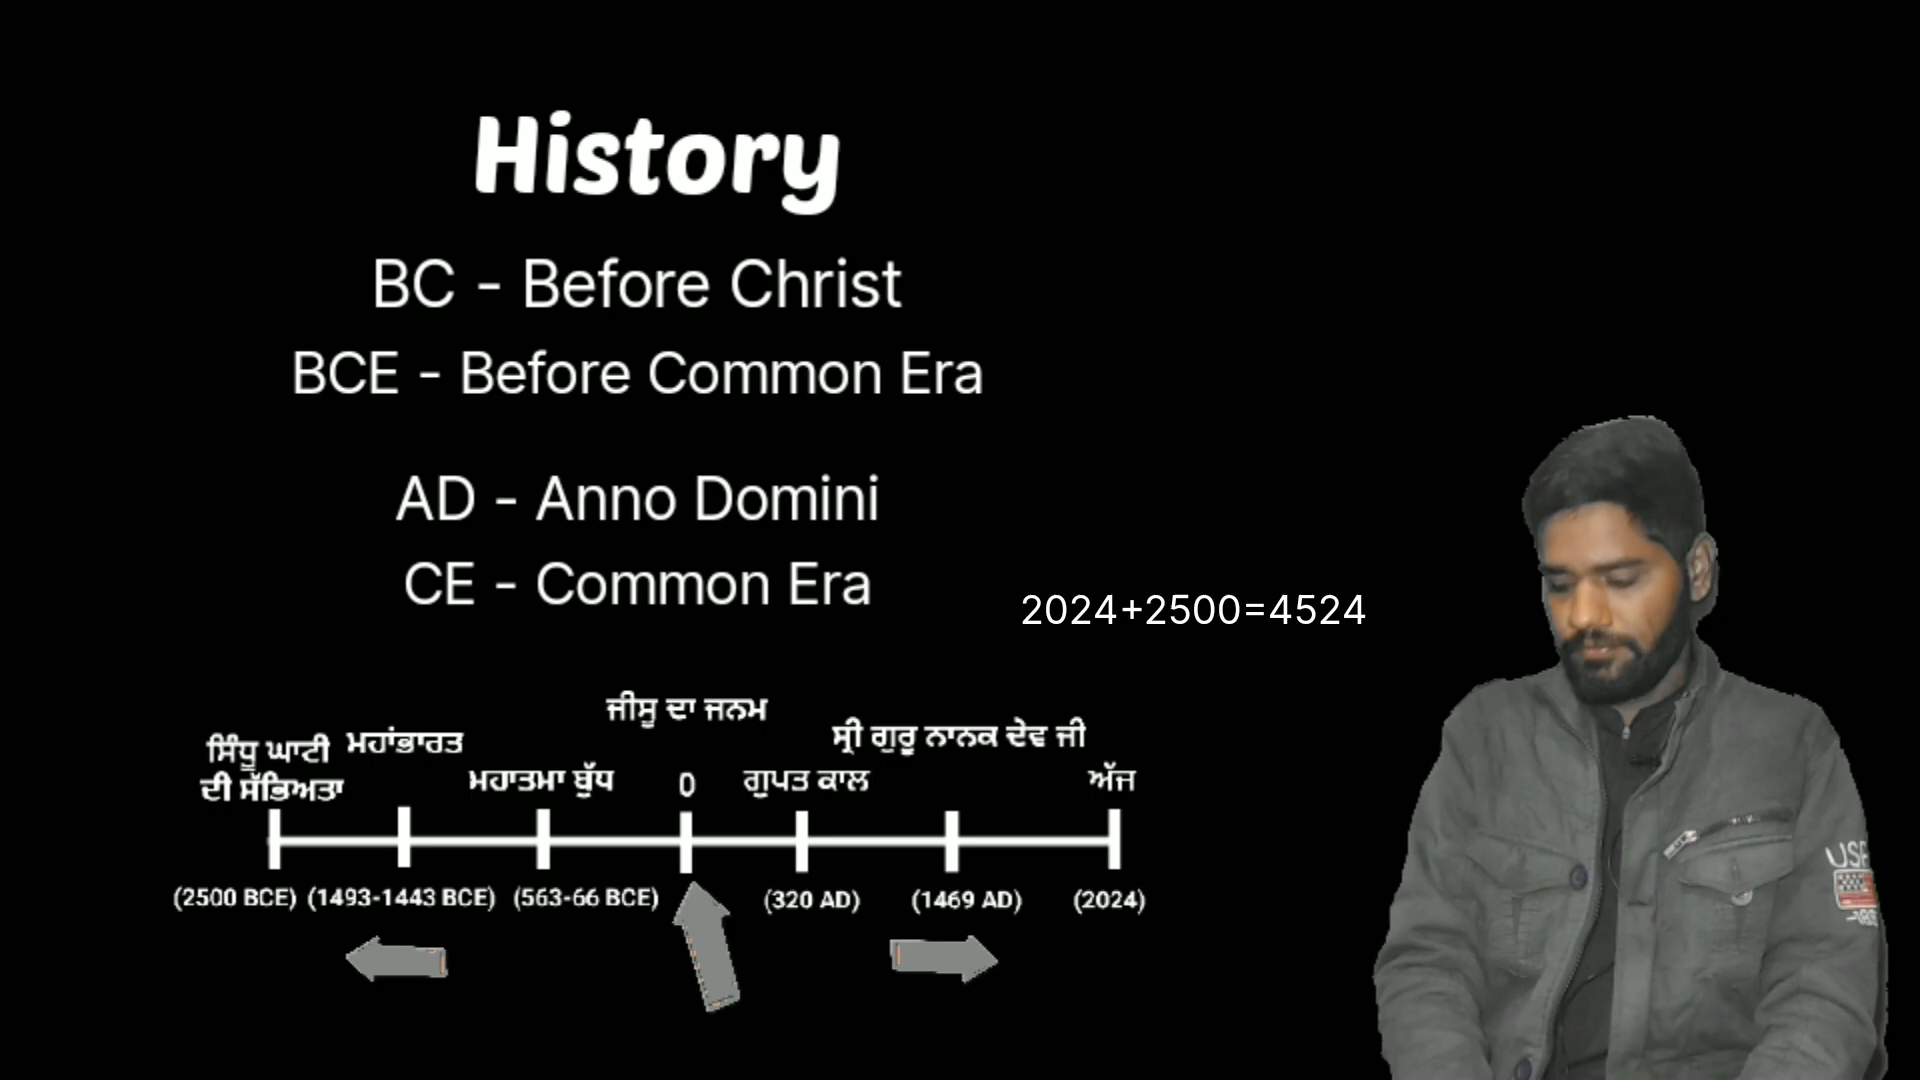 History
BC - Before Christ
BCE - Before Common Era
AD - Anno Domini
CE - Common Era
2024+2500=4524
ਜੀਸੂ ਦਾ ਜਨਮ
ਸਿੰਧੂ ਘਾਟੀ
ਦੀ ਸੱਭਿਅਤਾ
ਮਹਾਂਭਾਰਤ
ਮਹਾਤਮਾ ਬੁੱਧ
0
ਗੁਪਤ ਕਾਲ
ਸ੍ਰੀ ਗੁਰੂ ਨਾਨਕ ਦੇਵ ਜੀ
ਅੱਜ
(2500 BCE) (1493-1443 BCE) (563-66 BCE) (320 AD) (1469 AD) (2024)